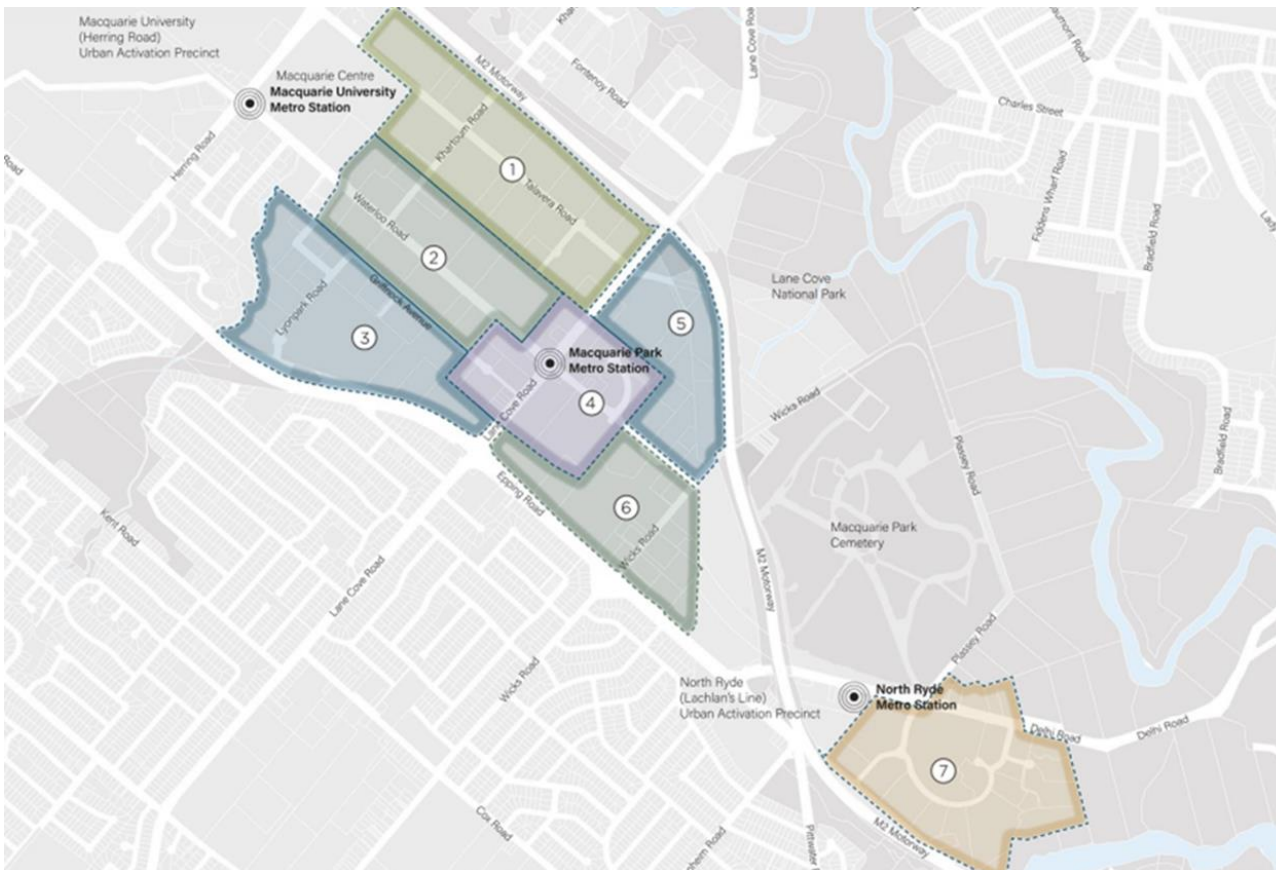 Macquarie University
(Herring Road)
Urban Activation Precinct
Macquarie Centre
Macquarie University
Metro Station
Herring Road
Road
M2 Motorway
Fontenoy Road
Lane Cove Road
Charles Street
Fiddens Wharf Road
Bradfield Road
Khartoum Road
1
Talavera Road
Waterloo Road
2
Griffnock Avenue
Lyonpark Road
3
Lane Cove
National Park
5
Macquarie Park
Metro Station
4
Lane Cove Road
Wicks Road
Plassey Road
Bradfield Road
Epping Road
6
Wicks Road
Kent Road
Lane Cove Road
Macquarie Park
Cemetery
M2 Motorway
Plassey Road
Wicks Road
North Ryde
(Lachlan's Line)
Urban Activation Precinct
North Ryde
Metro Station
Delhi Road
Delhi Road
7
M2 Motorway
Cox Road
Pittwater